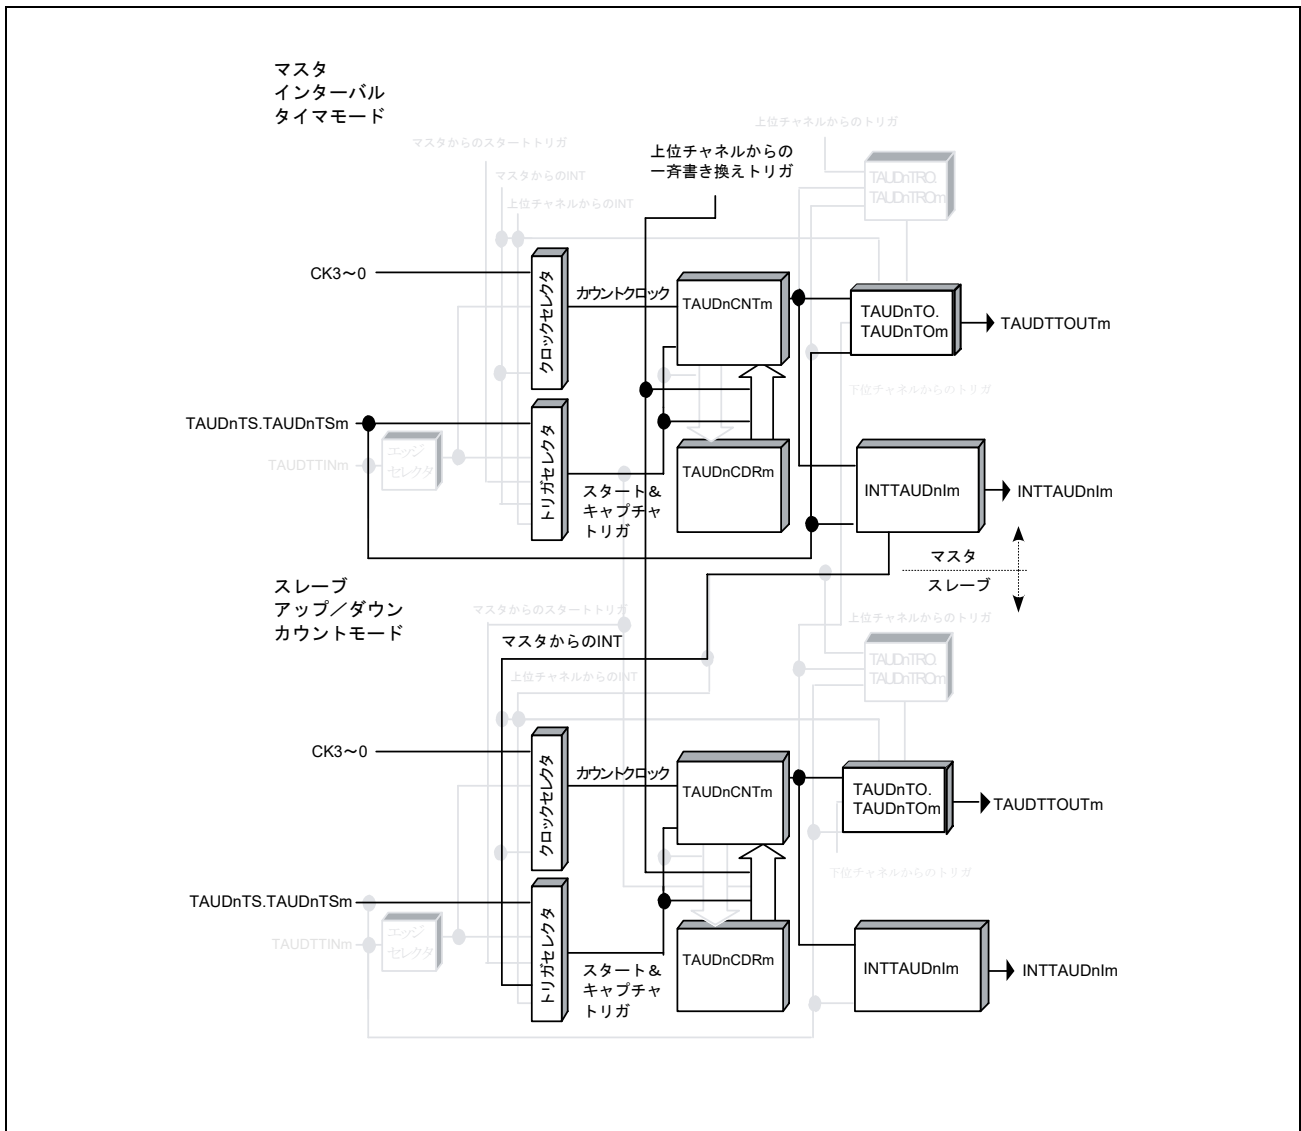 マスタ
インターバル
タイマモード
上位チャネルからのトリガ
マスタからのスタートトリガ
上位チャネルからの
一斉書き換えトリガ
マスタからのINT
上位チャネルからのINT
TAUDnTRO.
TAUDnTROm
CK3～0
クロックセレクタ
カウントクロック
TAUDnCNTm
TAUDnTO.
TAUDnTOm
TAUDTTOUTm
下位チャネルからのトリガ
TAUDnTS.TAUDnTSm
TAUDTTINm
エッジ
セレクタ
トリガセレクタ
スタート＆
キャプチャ
トリガ
TAUDnCDRm
INTTAUDnIm
INTTAUDnIm
マスタ
スレーブ
スレーブ
アップ／ダウン
カウントモード
マスタからのスタートトリガ
上位チャネルからのトリガ
マスタからのINT
上位チャネルからのINT
TAUDnTRO.
TAUDnTROm
CK3～0
クロックセレクタ
カウントクロック
TAUDnCNTm
TAUDnTO.
TAUDnTOm
TAUDTTOUTm
下位チャネルからのトリガ
TAUDnTS.TAUDnTSm
TAUDTTINm
エッジ
セレクタ
トリガセレクタ
スタート＆
キャプチャ
トリガ
TAUDnCDRm
INTTAUDnIm
INTTAUDnIm